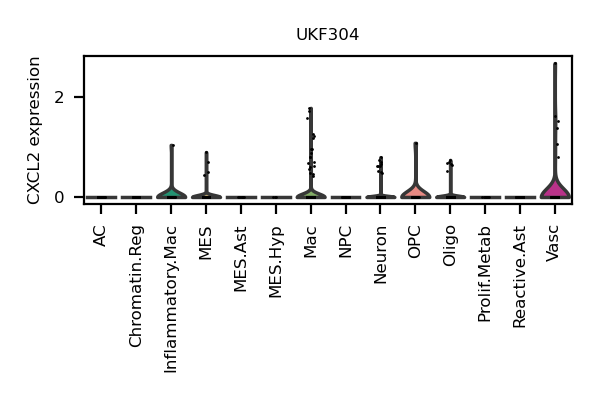 UKF304
CXCL2 expression
2
0
AC
Chromatin.Reg
Inflammatory.Mac
MES
MES.Ast
MES.Hyp
Mac
NPC
Neuron
OPC
Oligo
Prolif.Metab
Reactive.Ast
Vasc